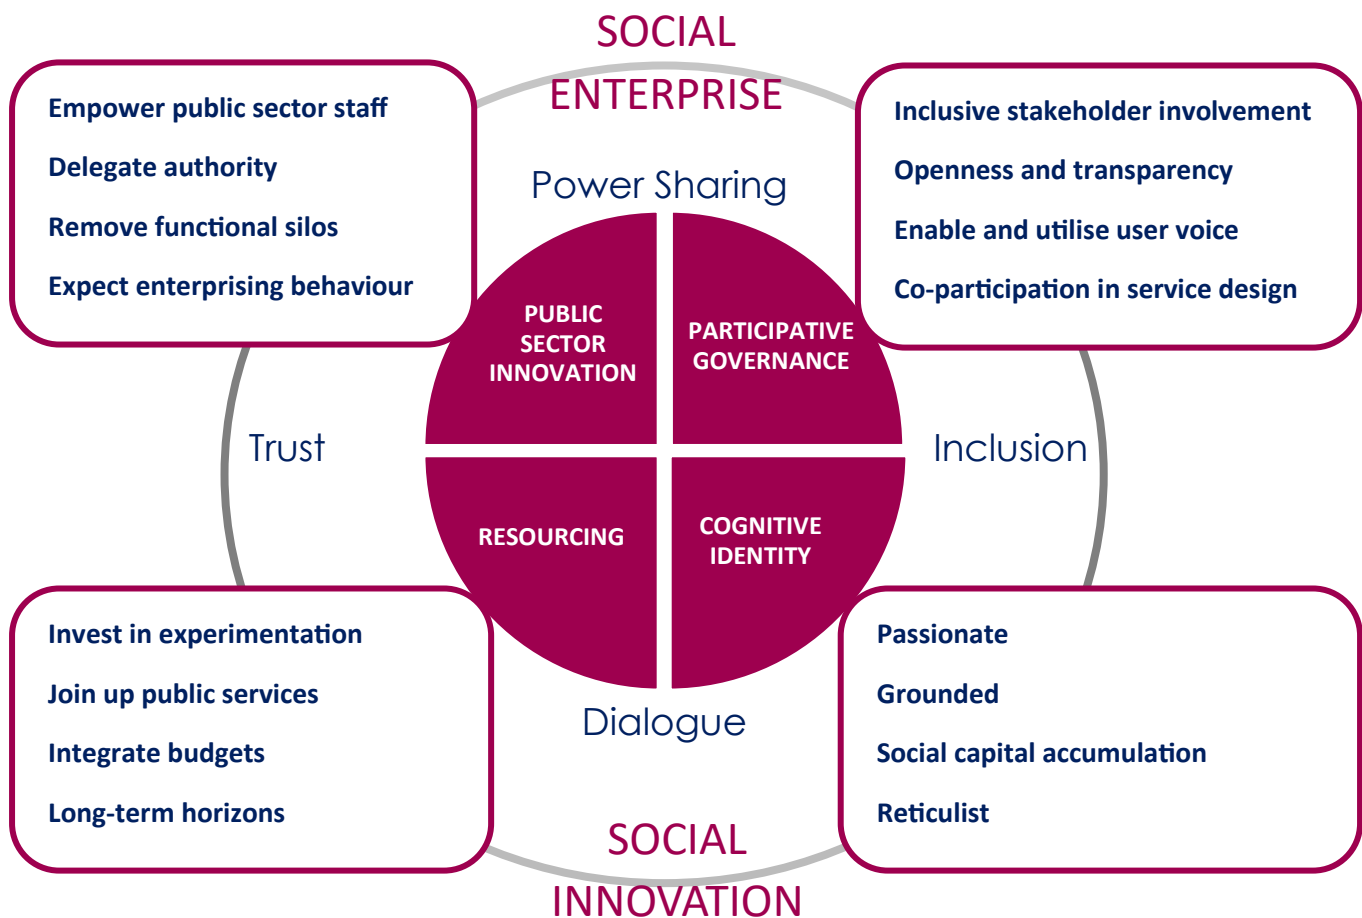 SOCIAL
ENTERPRISE
Empower public sector staff
Delegate authority
Remove functional silos
Expect enterprising behaviour
Inclusive stakeholder involvement
Openness and transparency
Enable and utilise user voice
Co-participation in service design
Power Sharing
PUBLIC
SECTOR
INNOVATION
PARTICIPATIVE
GOVERNANCE
Trust
Inclusion
RESOURCING
COGNITIVE
IDENTITY
Dialogue
Invest in experimentation
Join up public services
Integrate budgets
Long-term horizons
Passionate
Grounded
Social capital accumulation
Reticulist
SOCIAL
INNOVATION